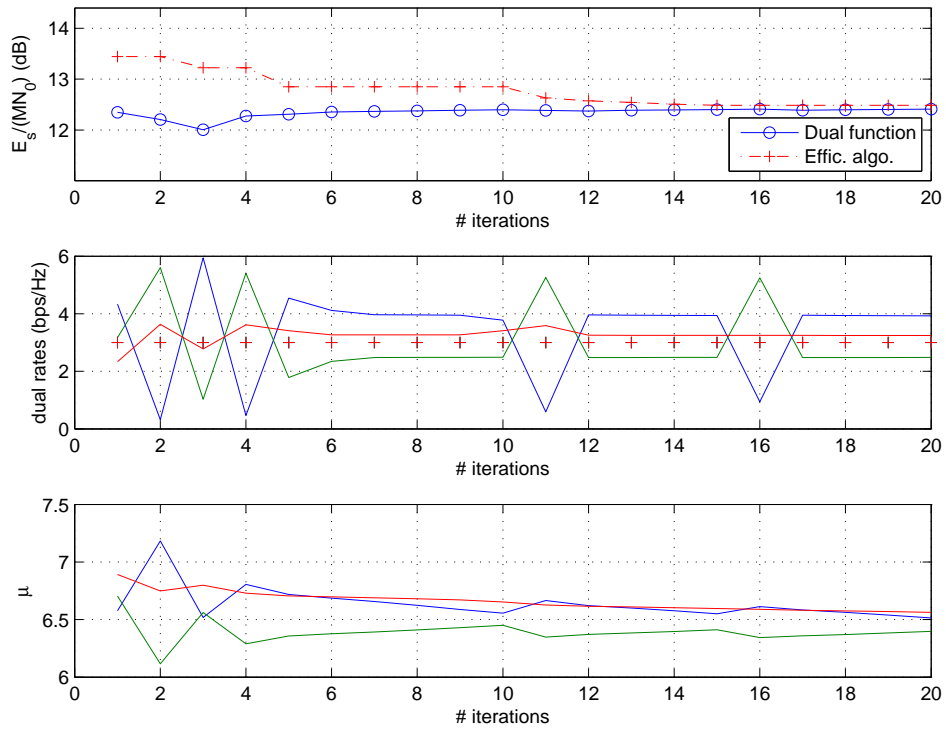 14
13
12
E_s/(MN_0) (dB)
Dual function
Effic. algo.
0 2 4 6 8 10 12 14 16 18 20
# iterations
6
4
2
0
dual rates (bps/Hz)
0 2 4 6 8 10 12 14 16 18 20
# iterations
7.5
7
6.5
6
μ
0 2 4 6 8 10 12 14 16 18 20
# iterations